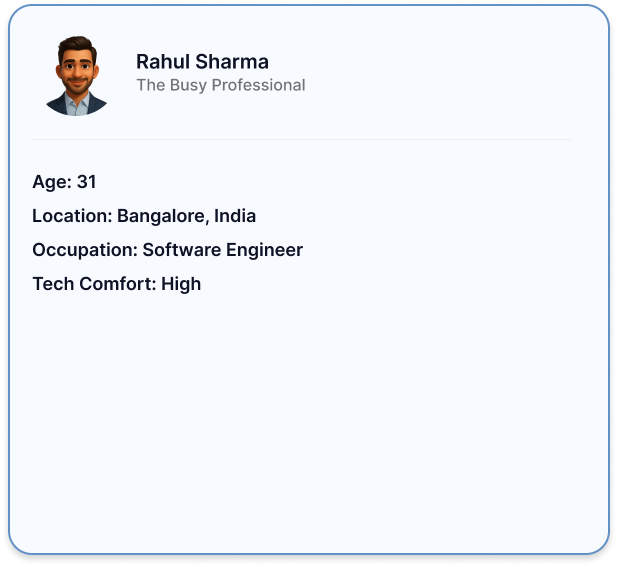 Rahul Sharma
The Busy Professional
Age: 31
Location: Bangalore, India
Occupation: Software Engineer
Tech Comfort: High